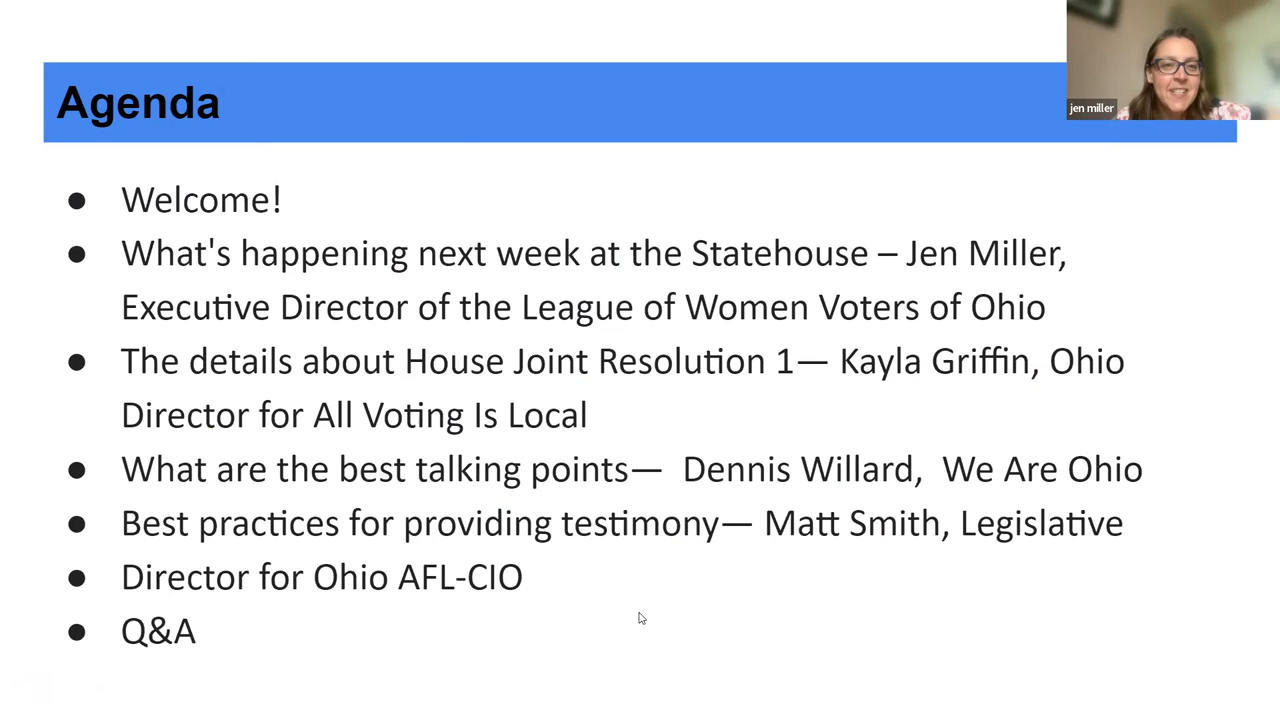 Agenda
jen miller
● Welcome!
● What's happening next week at the Statehouse – Jen Miller,
Executive Director of the League of Women Voters of Ohio
● The details about House Joint Resolution 1— Kayla Griffin, Ohio
Director for All Voting Is Local
● What are the best talking points— Dennis Willard, We Are Ohio
● Best practices for providing testimony— Matt Smith, Legislative
● Director for Ohio AFL-CIO
● Q&A